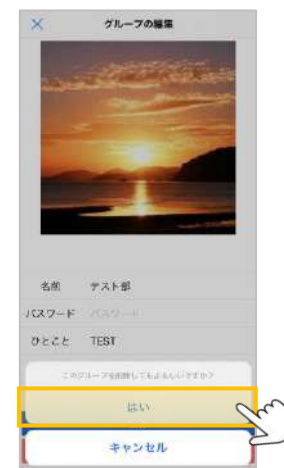 × グループの編集
名前 テスト部
パスワード パスワード
ひとこと TEST
このグループを削除してもよろしいですか？
はい
キャンセル